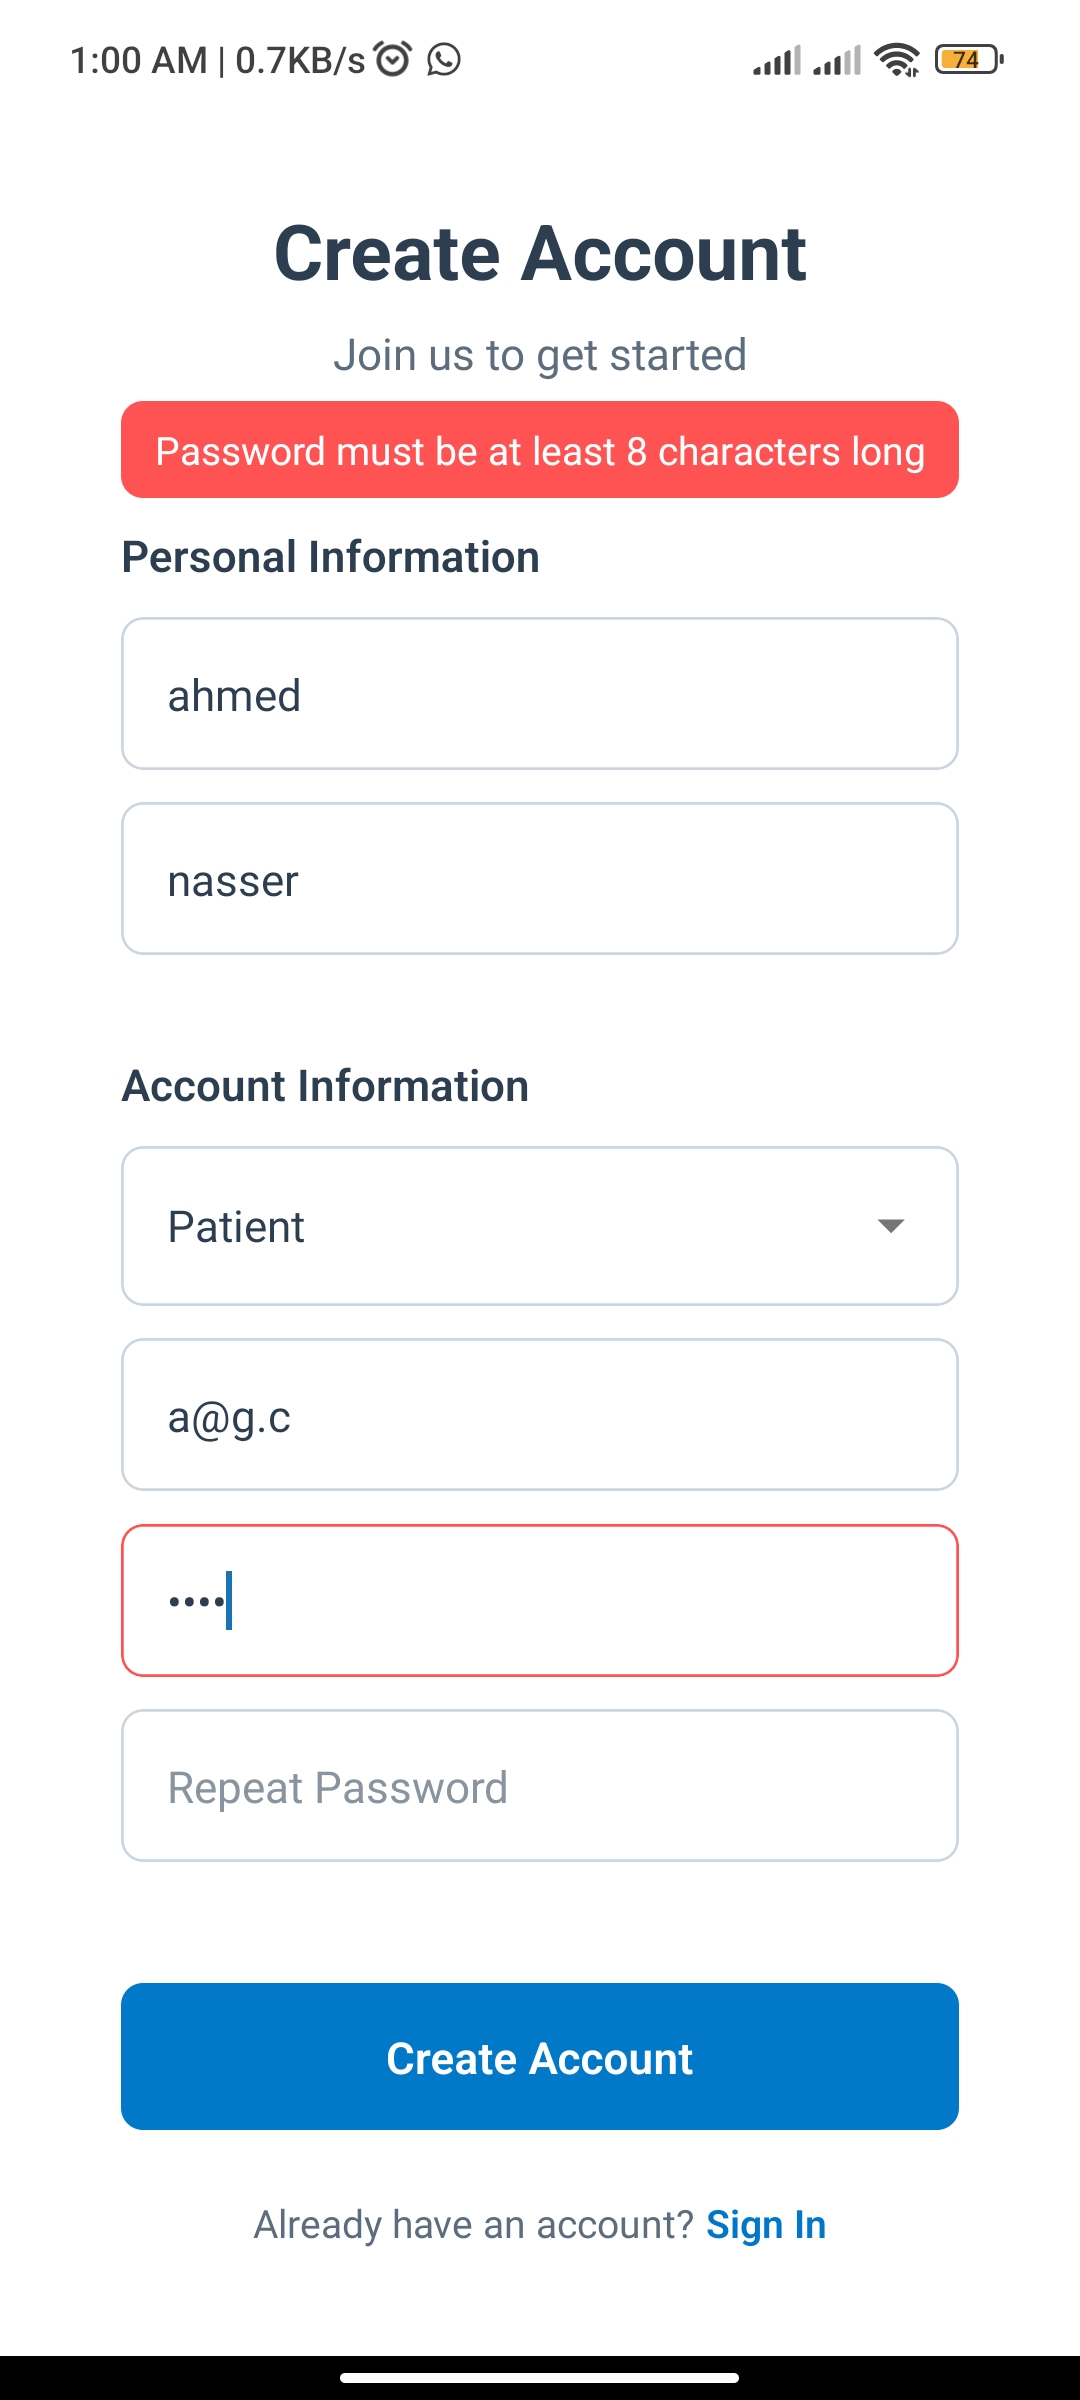 1:00 AM | 0.7KB/s 74
Create Account
Join us to get started
Password must be at least 8 characters long
Personal Information
ahmed
nasser
Account Information
Patient
a@g.c
••••
Repeat Password
Create Account
Already have an account? Sign In